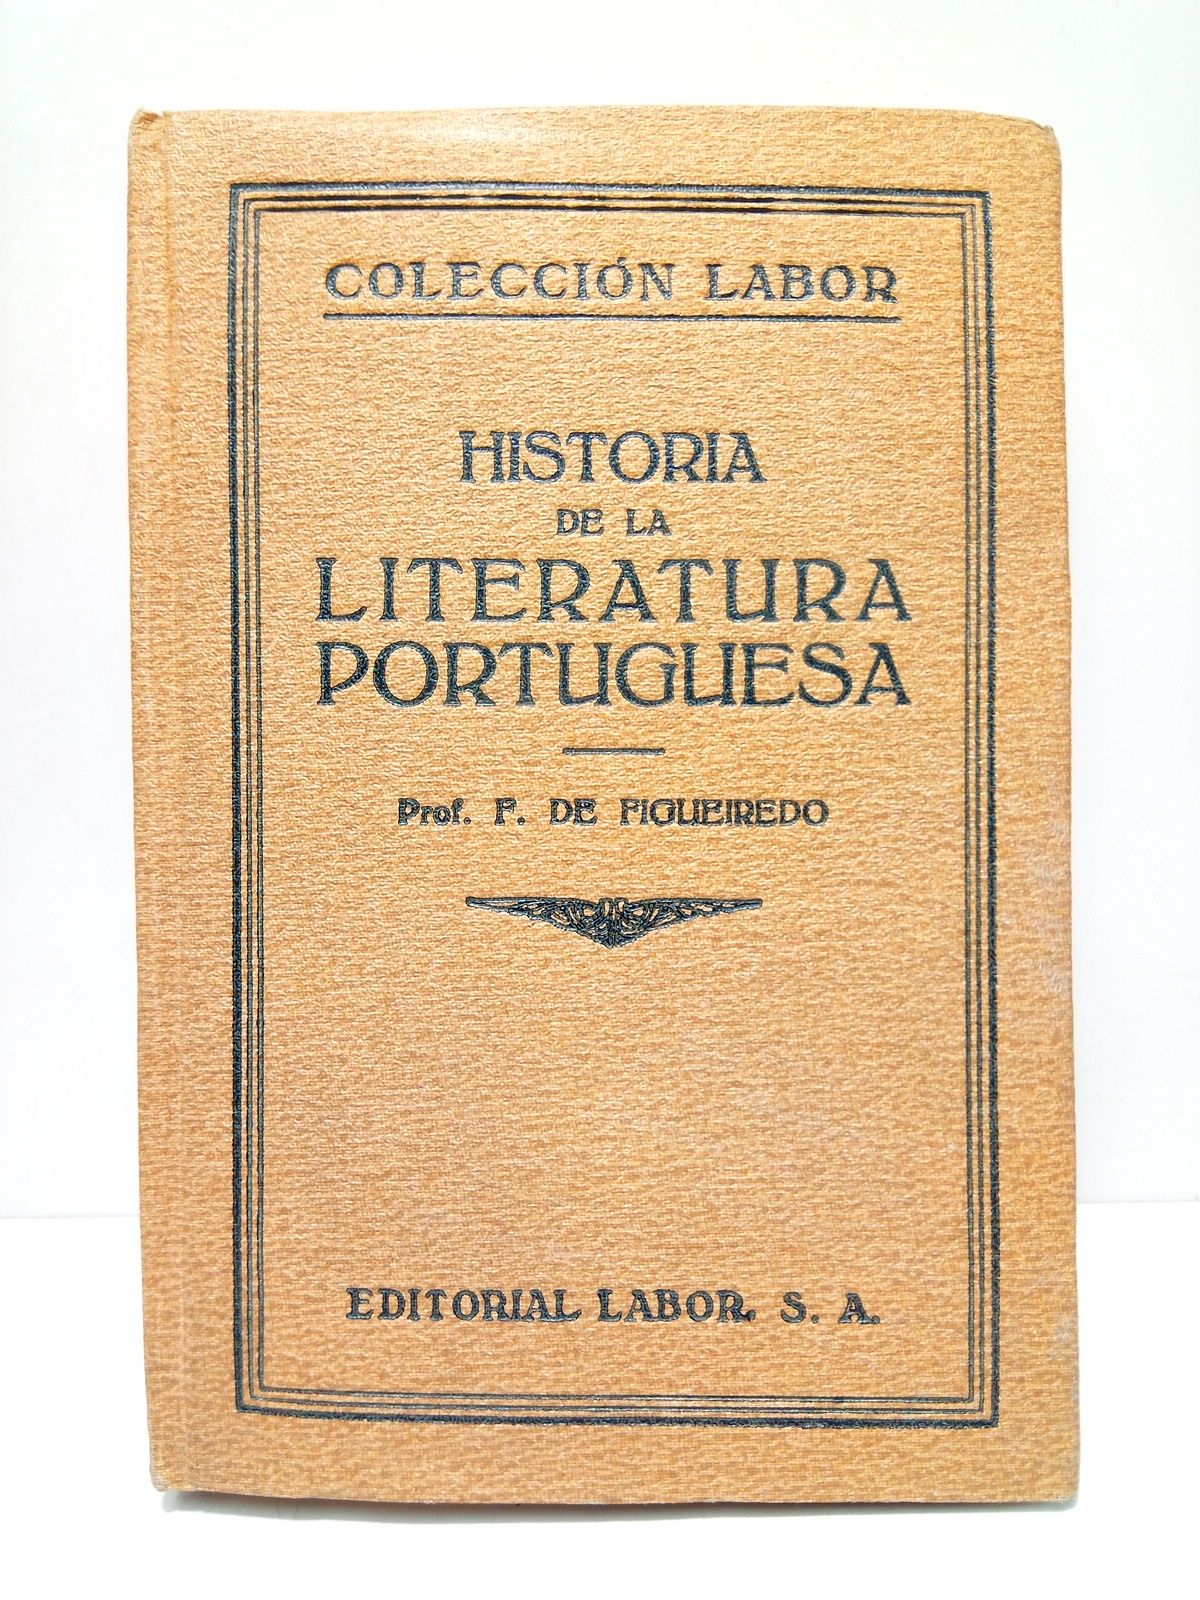 COLECCIÓN LABOR
HISTORIA
DE LA
LITERATURA
PORTUGUESA
Prof. F. DE FIGUEIREDO
EDITORIAL LABOR, S. A.